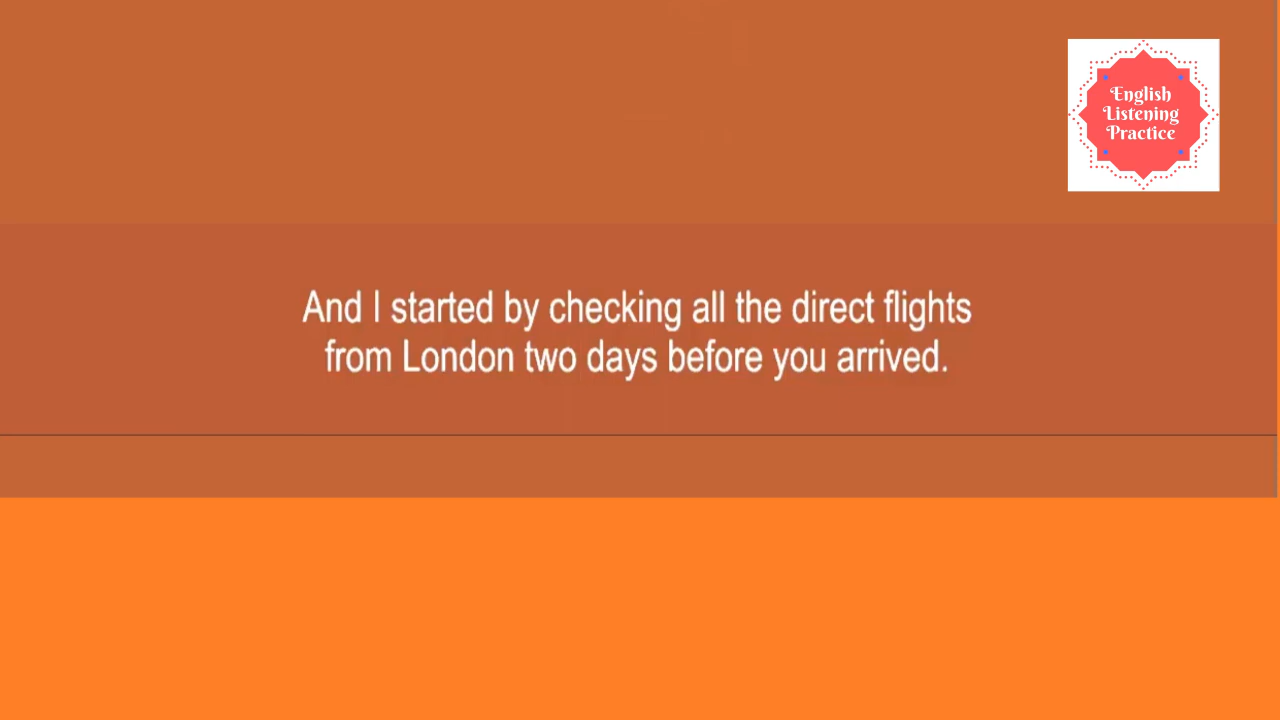 English
Listening
Practice
And I started by checking all the direct flights
from London two days before you arrived.